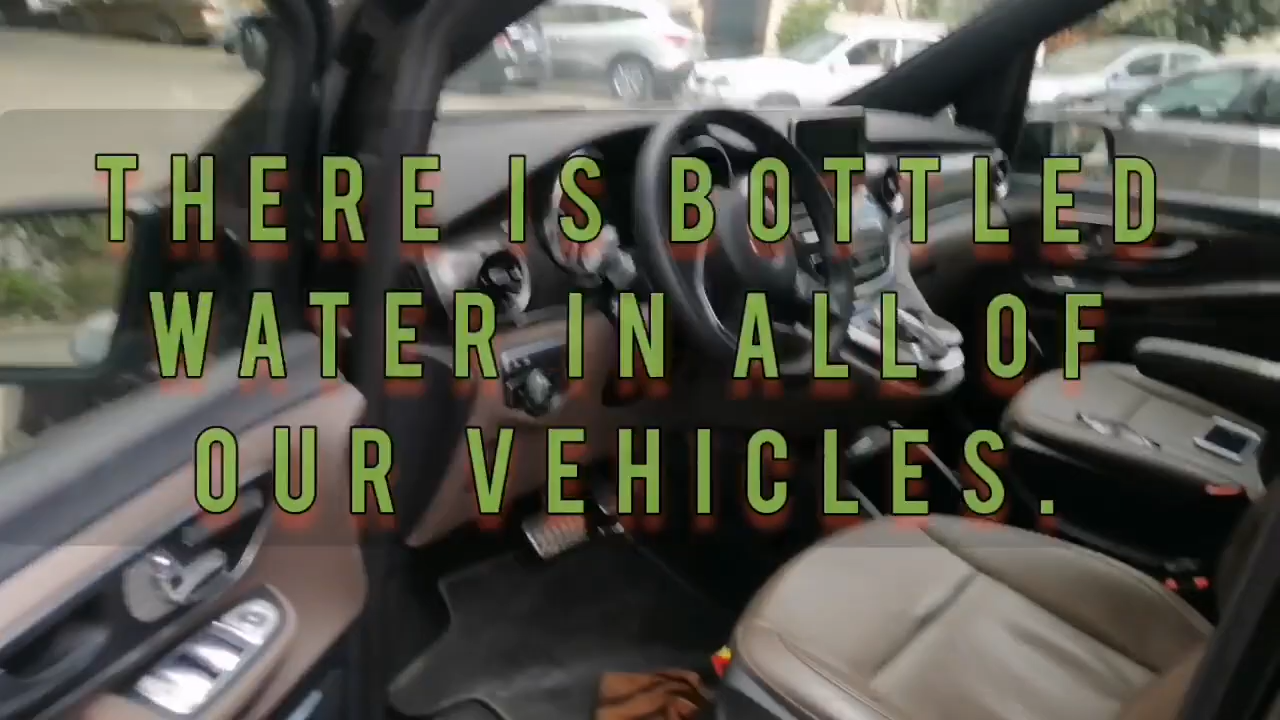 THERE IS BOTTLED
WATER IN ALL OF
OUR VEHICLES.